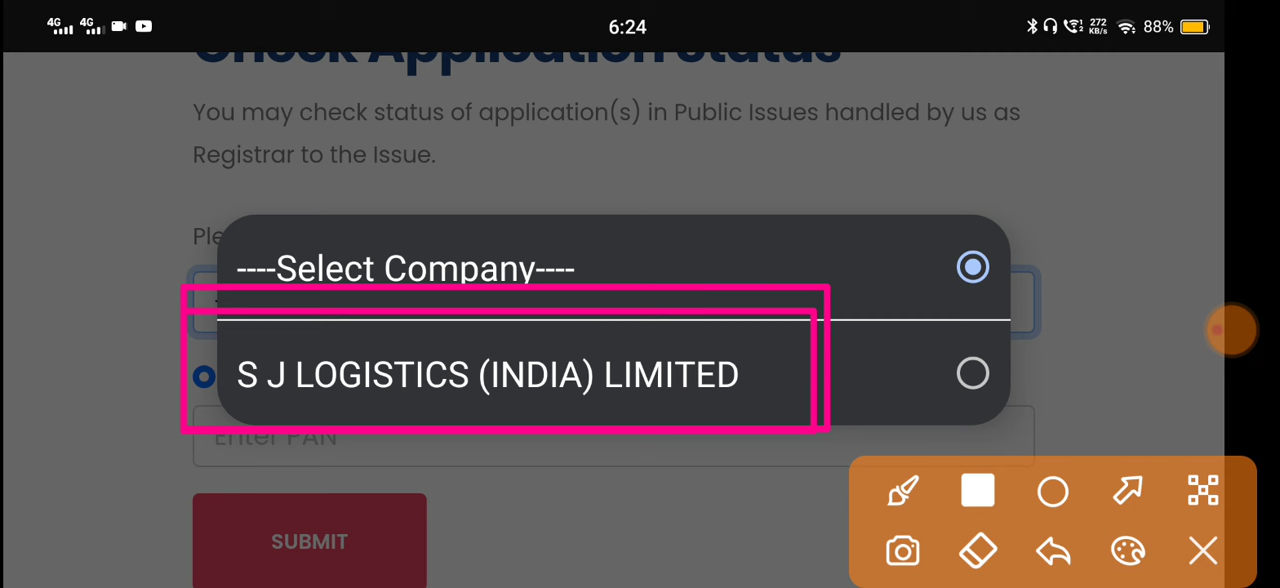 4G 4G 6:24 272 KB/s 88%
Check Application Status
You may check status of application(s) in Public Issues handled by us as
Registrar to the Issue.
----Select Company----
S J LOGISTICS (INDIA) LIMITED
Enter PAN
SUBMIT